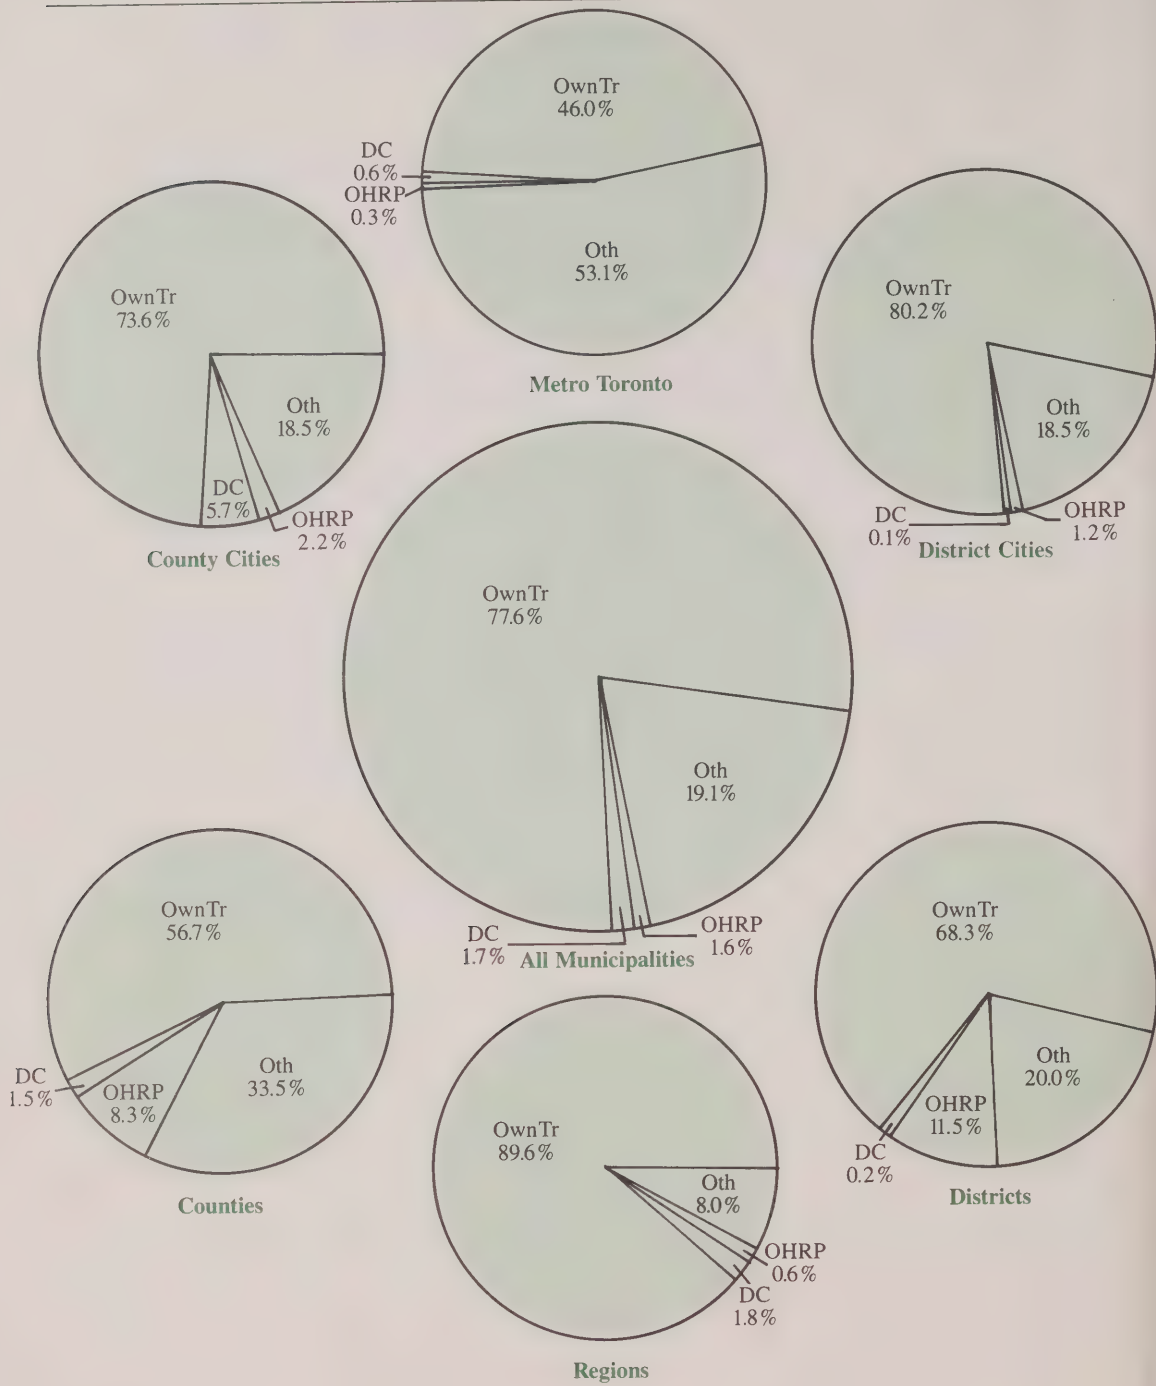 OwnTr
46.0%
DC
0.6%
OHRP
0.3%
Oth
53.1%
Metro Toronto
OwnTr
73.6%
Oth
18.5%
DC
5.7%
OHRP
2.2%
County Cities
OwnTr
80.2%
Oth
18.5%
DC
0.1%
OHRP
1.2%
District Cities
OwnTr
77.6%
Oth
19.1%
DC
1.7%
OHRP
1.6%
All Municipalities
OwnTr
56.7%
DC
1.5%
OHRP
8.3%
Oth
33.5%
Counties
OwnTr
89.6%
Oth
8.0%
OHRP
0.6%
DC
1.8%
Regions
OwnTr
68.3%
Oth
20.0%
OHRP
11.5%
DC
0.2%
Districts